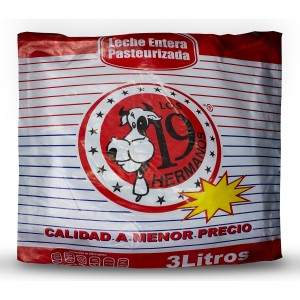 Leche Entera
Pasteurizada
LOS
19
HERMANOS
CALIDAD A MENOR PRECIO
3Litros